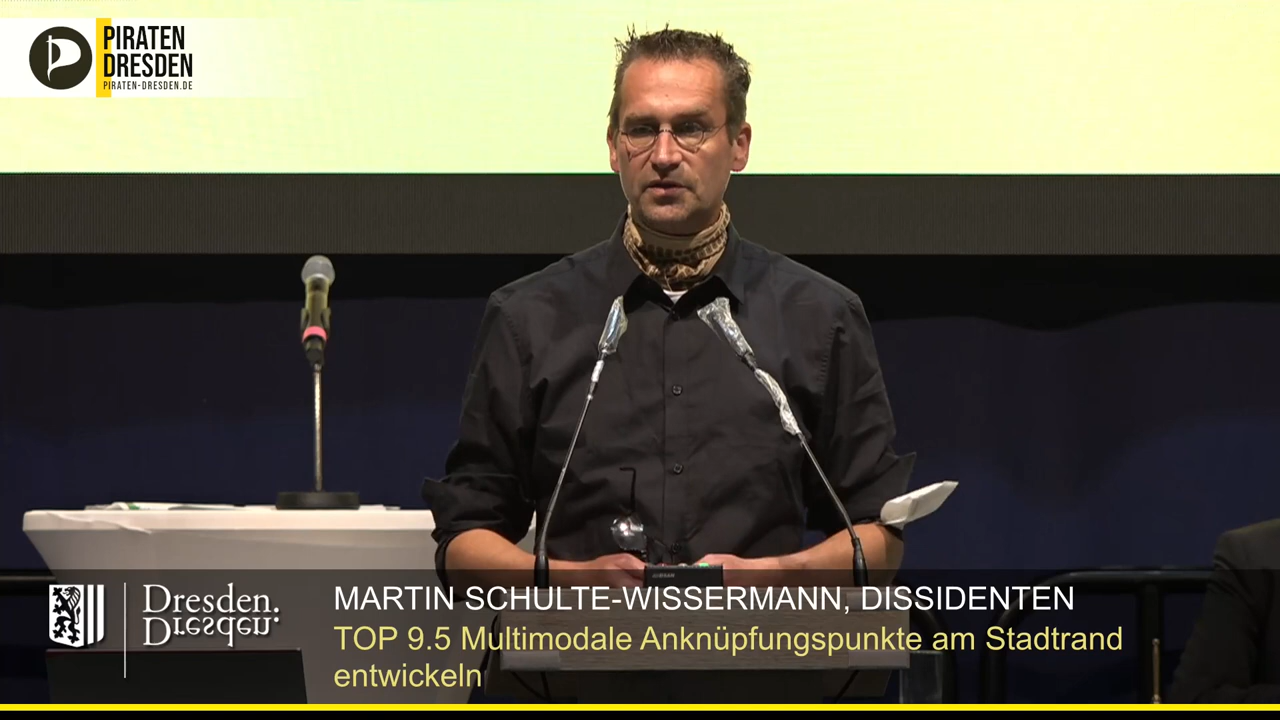 PIRATEN
DRESDEN
PIRATEN-DRESDEN.DE
Dresden.
Dresden.
MARTIN SCHULTE-WISSERMANN, DISSIDENTEN
TOP 9.5 Multimodale Anknüpfungspunkte am Stadtrand
entwickeln